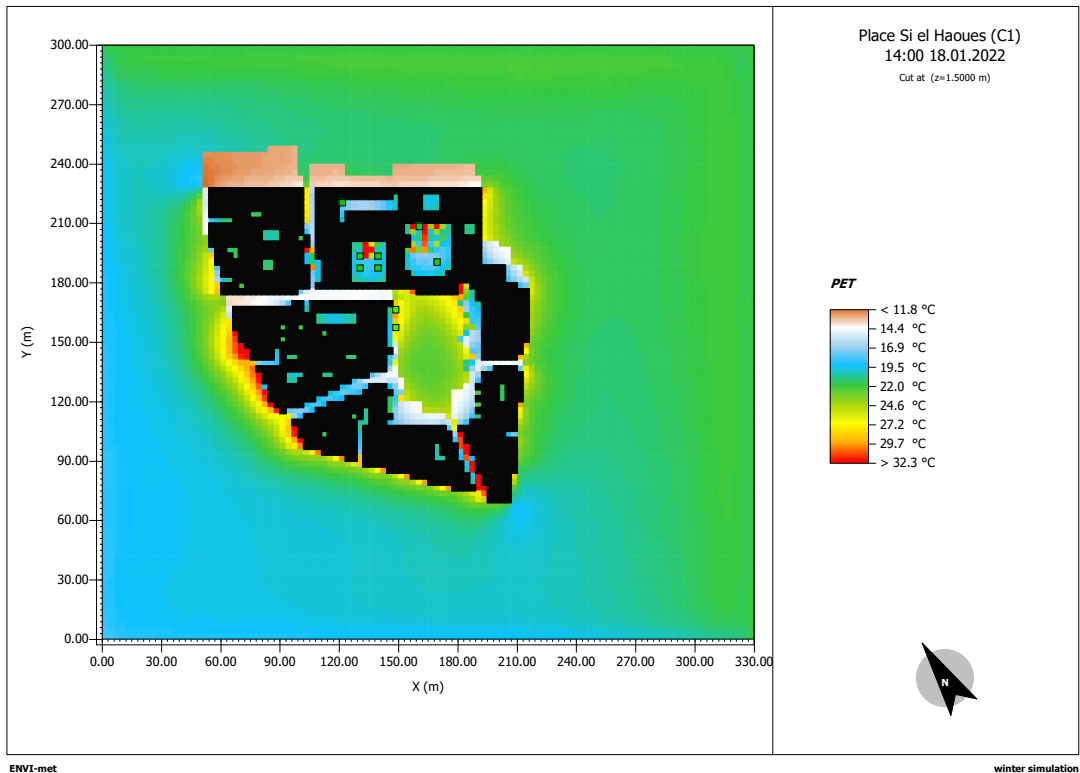 Place Si el Haoues (C1)
14:00 18.01.2022
Cut at (z=1.5000 m)
300.00
270.00
240.00
210.00
180.00
150.00
120.00
90.00
60.00
30.00
0.00
Y (m)
0.00 30.00 60.00 90.00 120.00 150.00 180.00 210.00 240.00 270.00 300.00 330.00
X (m)
PET
< 11.8 °C
14.4 °C
16.9 °C
19.5 °C
22.0 °C
24.6 °C
27.2 °C
29.7 °C
> 32.3 °C
N
ENVI-met
winter simulation